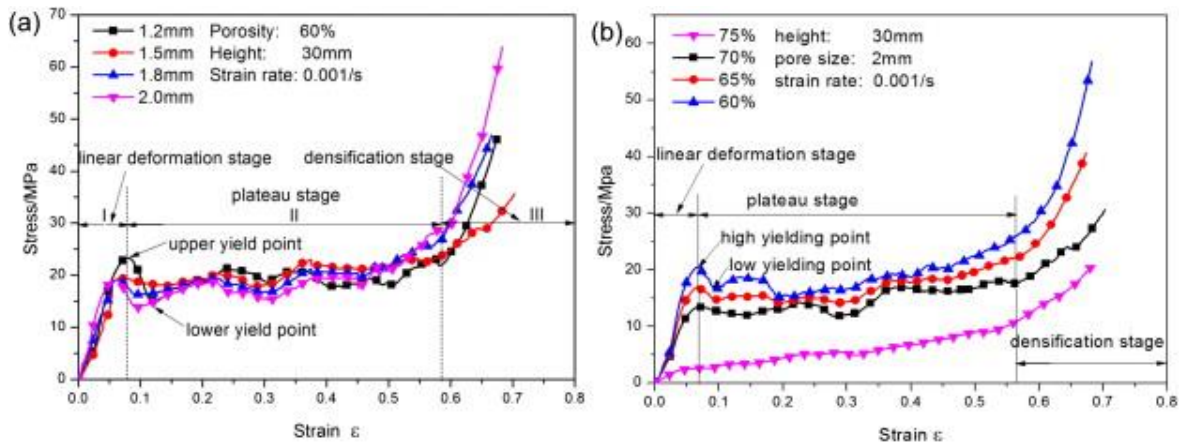 (a)
1.2mm Porosity: 60%
1.5mm Height: 30mm
1.8mm Strain rate: 0.001/s
2.0mm
linear deformation stage
densification stage
plateau stage
I
II
III
upper yield point
lower yield point
Stress/MPa
0
10
20
30
40
50
60
70
0.0 0.1 0.2 0.3 0.4 0.5 0.6 0.7 0.8
Strain ε
(b)
75% height: 30mm
70% pore size: 2mm
65% strain rate: 0.001/s
60%
linear deformation stage
plateau stage
high yielding point
low yielding point
densification stage
Stress/Mpa
0
10
20
30
40
50
60
0.0 0.1 0.2 0.3 0.4 0.5 0.6 0.7 0.8
Strain ε